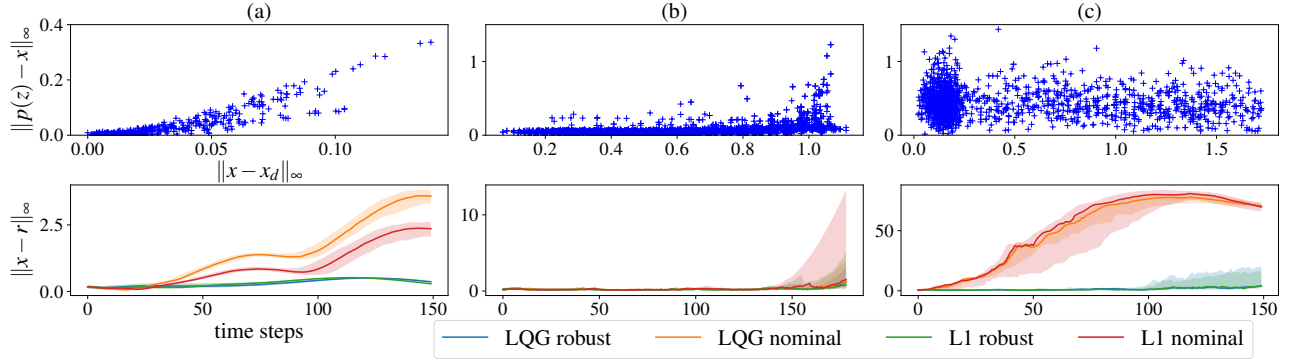 (a) (b) (c)
‖p(z) − x‖∞
0.4
0.2
0.0
0.00 0.05 0.10
1
0
0.2 0.4 0.6 0.8 1.0
1
0
0.0 0.5 1.0 1.5
‖x − x_d‖∞
‖x − r‖∞
2.5
0.0
0 50 100 150
10
0
0 50 100 150
50
0
0 50 100 150
time steps
LQG robust LQG nominal L1 robust L1 nominal